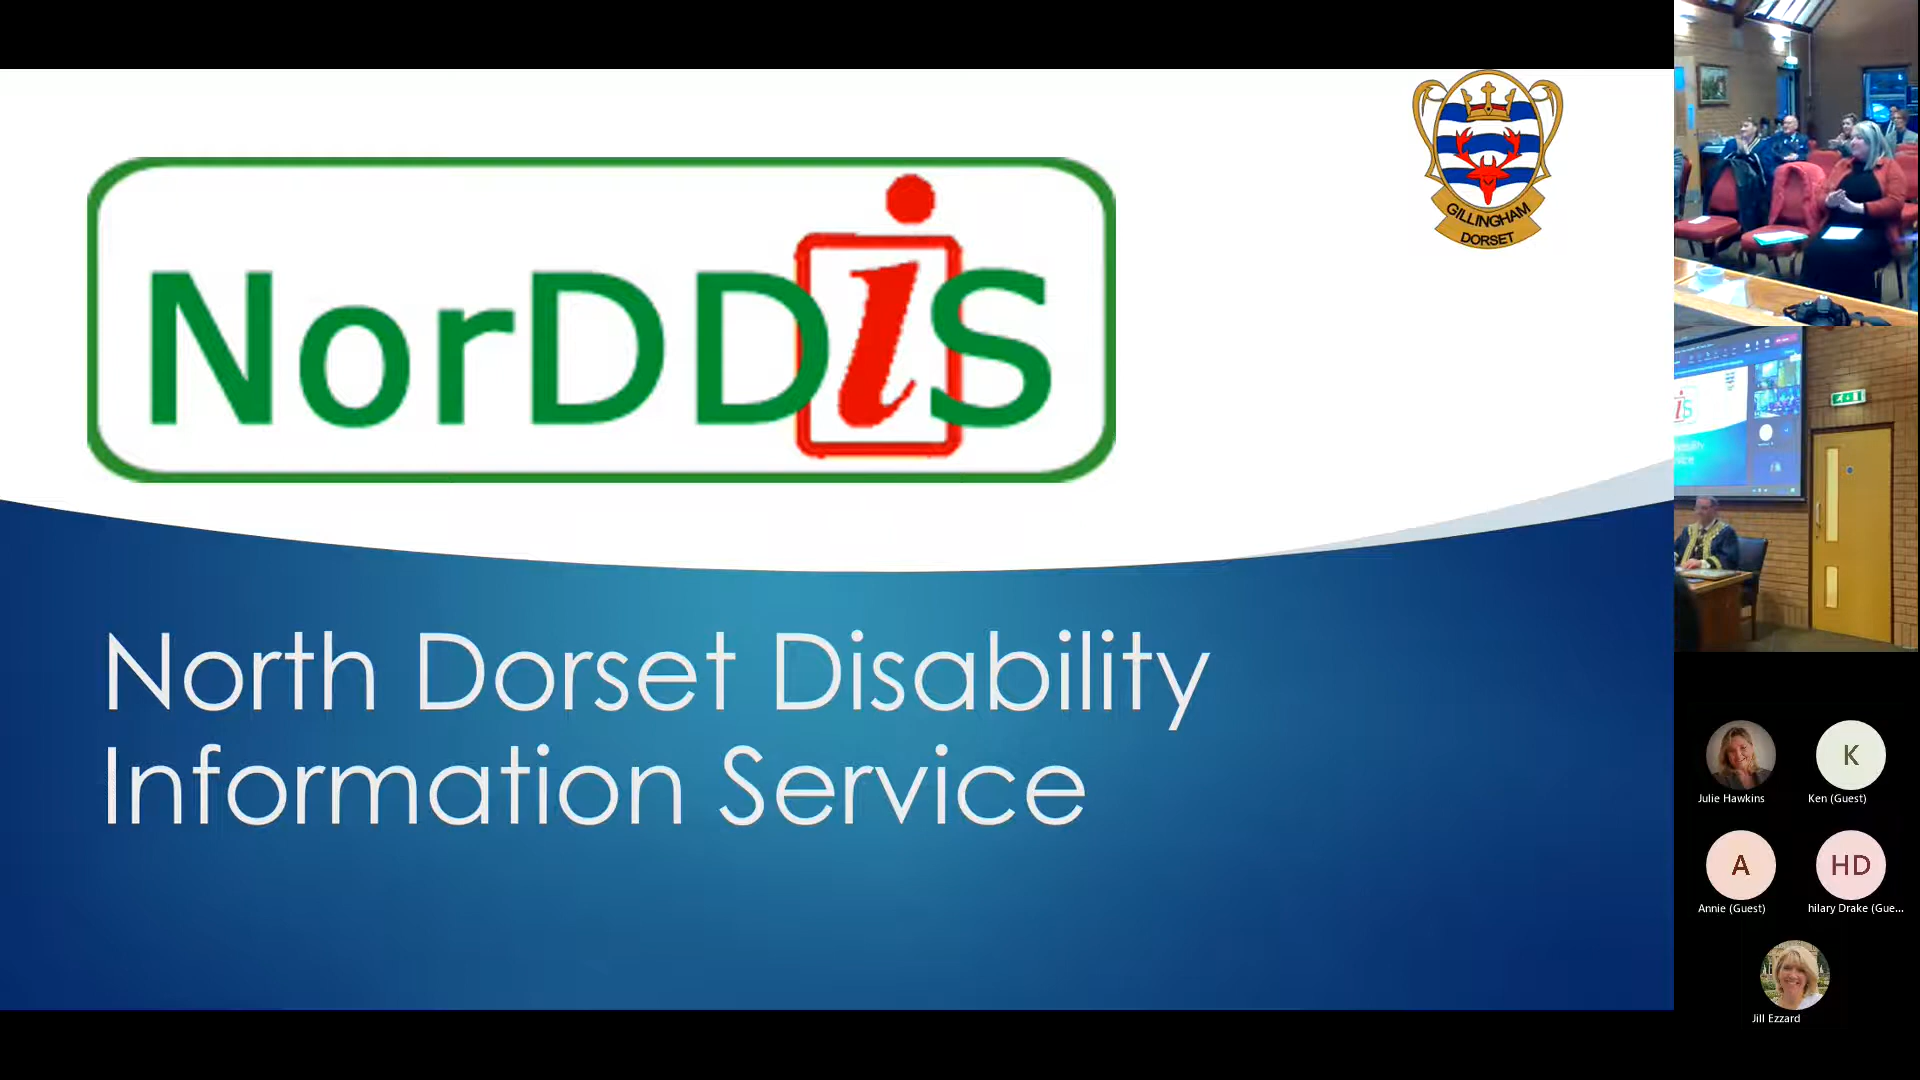 NorDDiS
GILLINGHAM
DORSET
North Dorset Disability
Information Service
iS
Julie Hawkins
K
Ken (Guest)
A
Annie (Guest)
HD
hilary Drake (Gue...
Jill Ezzard